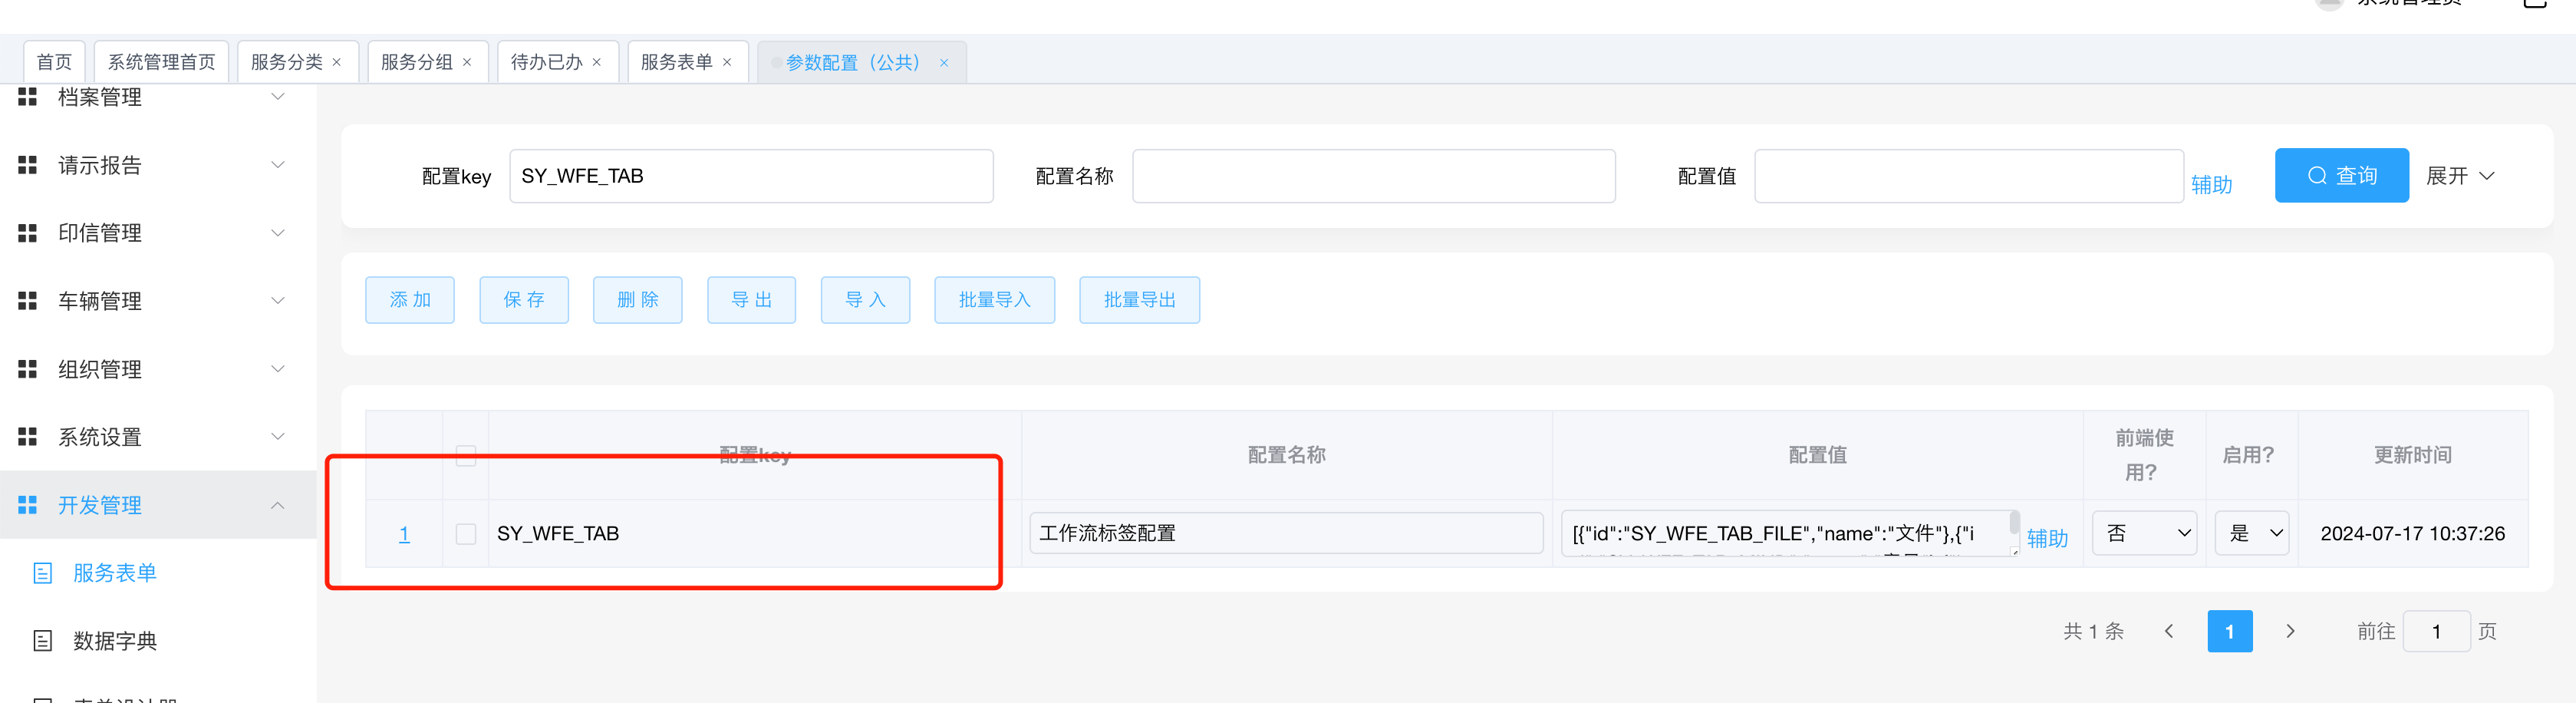 首页 系统管理首页 服务分类 × 服务分组 × 待办已办 × 服务表单 × 参数配置（公共） ×
档案管理
请示报告
印信管理
车辆管理
组织管理
系统设置
开发管理
服务表单
数据字典
配置key SY_WFE_TAB 配置名称 配置值 辅助 查询 展开
添加 保存 删除 导出 导入 批量导入 批量导出
配置key 配置名称 配置值 前端使用? 启用? 更新时间
1 SY_WFE_TAB 工作流标签配置 [{"id":"SY_WFE_TAB_FILE","name":"文件"},{"i 辅助 否 是 2024-07-17 10:37:26
共 1 条 1 前往 1 页